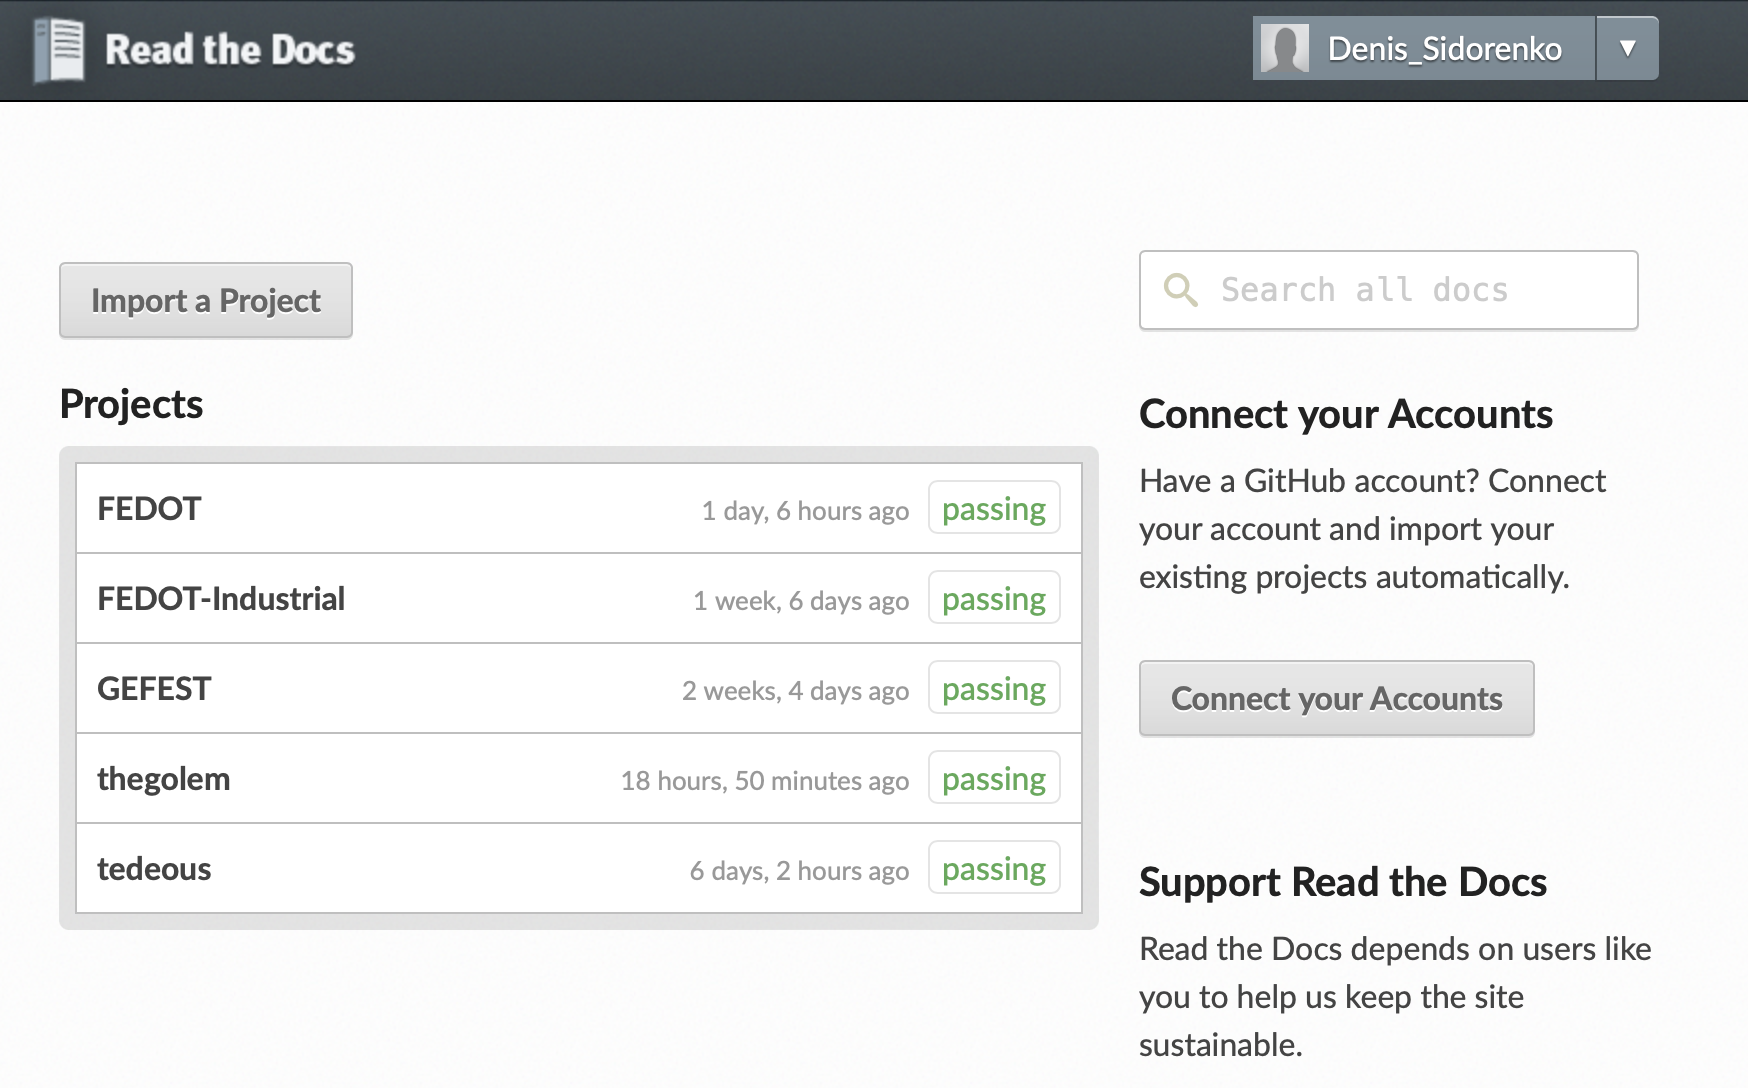 Read the Docs
Denis_Sidorenko
▼
Import a Project
Projects
FEDOT
1 day, 6 hours ago
passing
FEDOT-Industrial
1 week, 6 days ago
passing
GEFEST
2 weeks, 4 days ago
passing
thegolem
18 hours, 50 minutes ago
passing
tedeous
6 days, 2 hours ago
passing
Search all docs
Connect your Accounts
Have a GitHub account? Connect
your account and import your
existing projects automatically.
Connect your Accounts
Support Read the Docs
Read the Docs depends on users like
you to help us keep the site
sustainable.